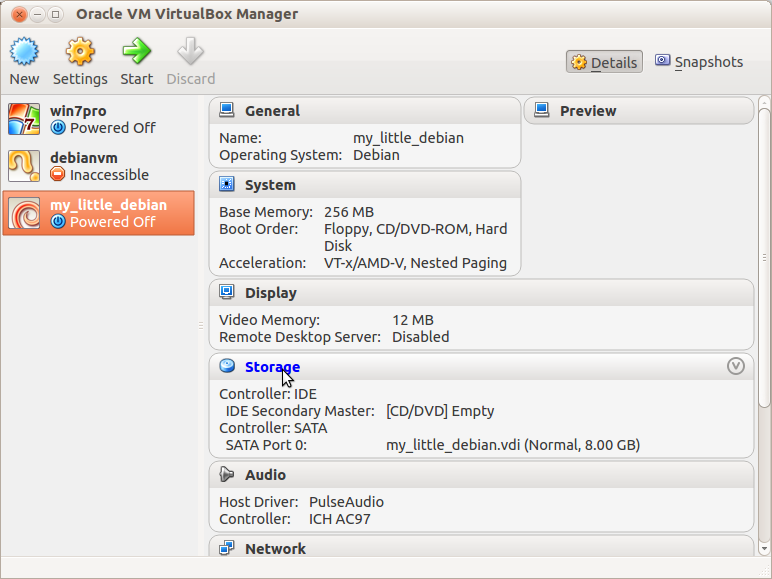 Oracle VM VirtualBox Manager
New Settings Start Discard
Details Snapshots
win7pro
Powered Off
debianvm
Inaccessible
my_little_debian
Powered Off
General
Name: my_little_debian
Operating System: Debian
Preview
System
Base Memory: 256 MB
Boot Order: Floppy, CD/DVD-ROM, Hard
Disk
Acceleration: VT-x/AMD-V, Nested Paging
Display
Video Memory: 12 MB
Remote Desktop Server: Disabled
Storage
Controller: IDE
IDE Secondary Master: [CD/DVD] Empty
Controller: SATA
SATA Port 0: my_little_debian.vdi (Normal, 8.00 GB)
Audio
Host Driver: PulseAudio
Controller: ICH AC97
Network